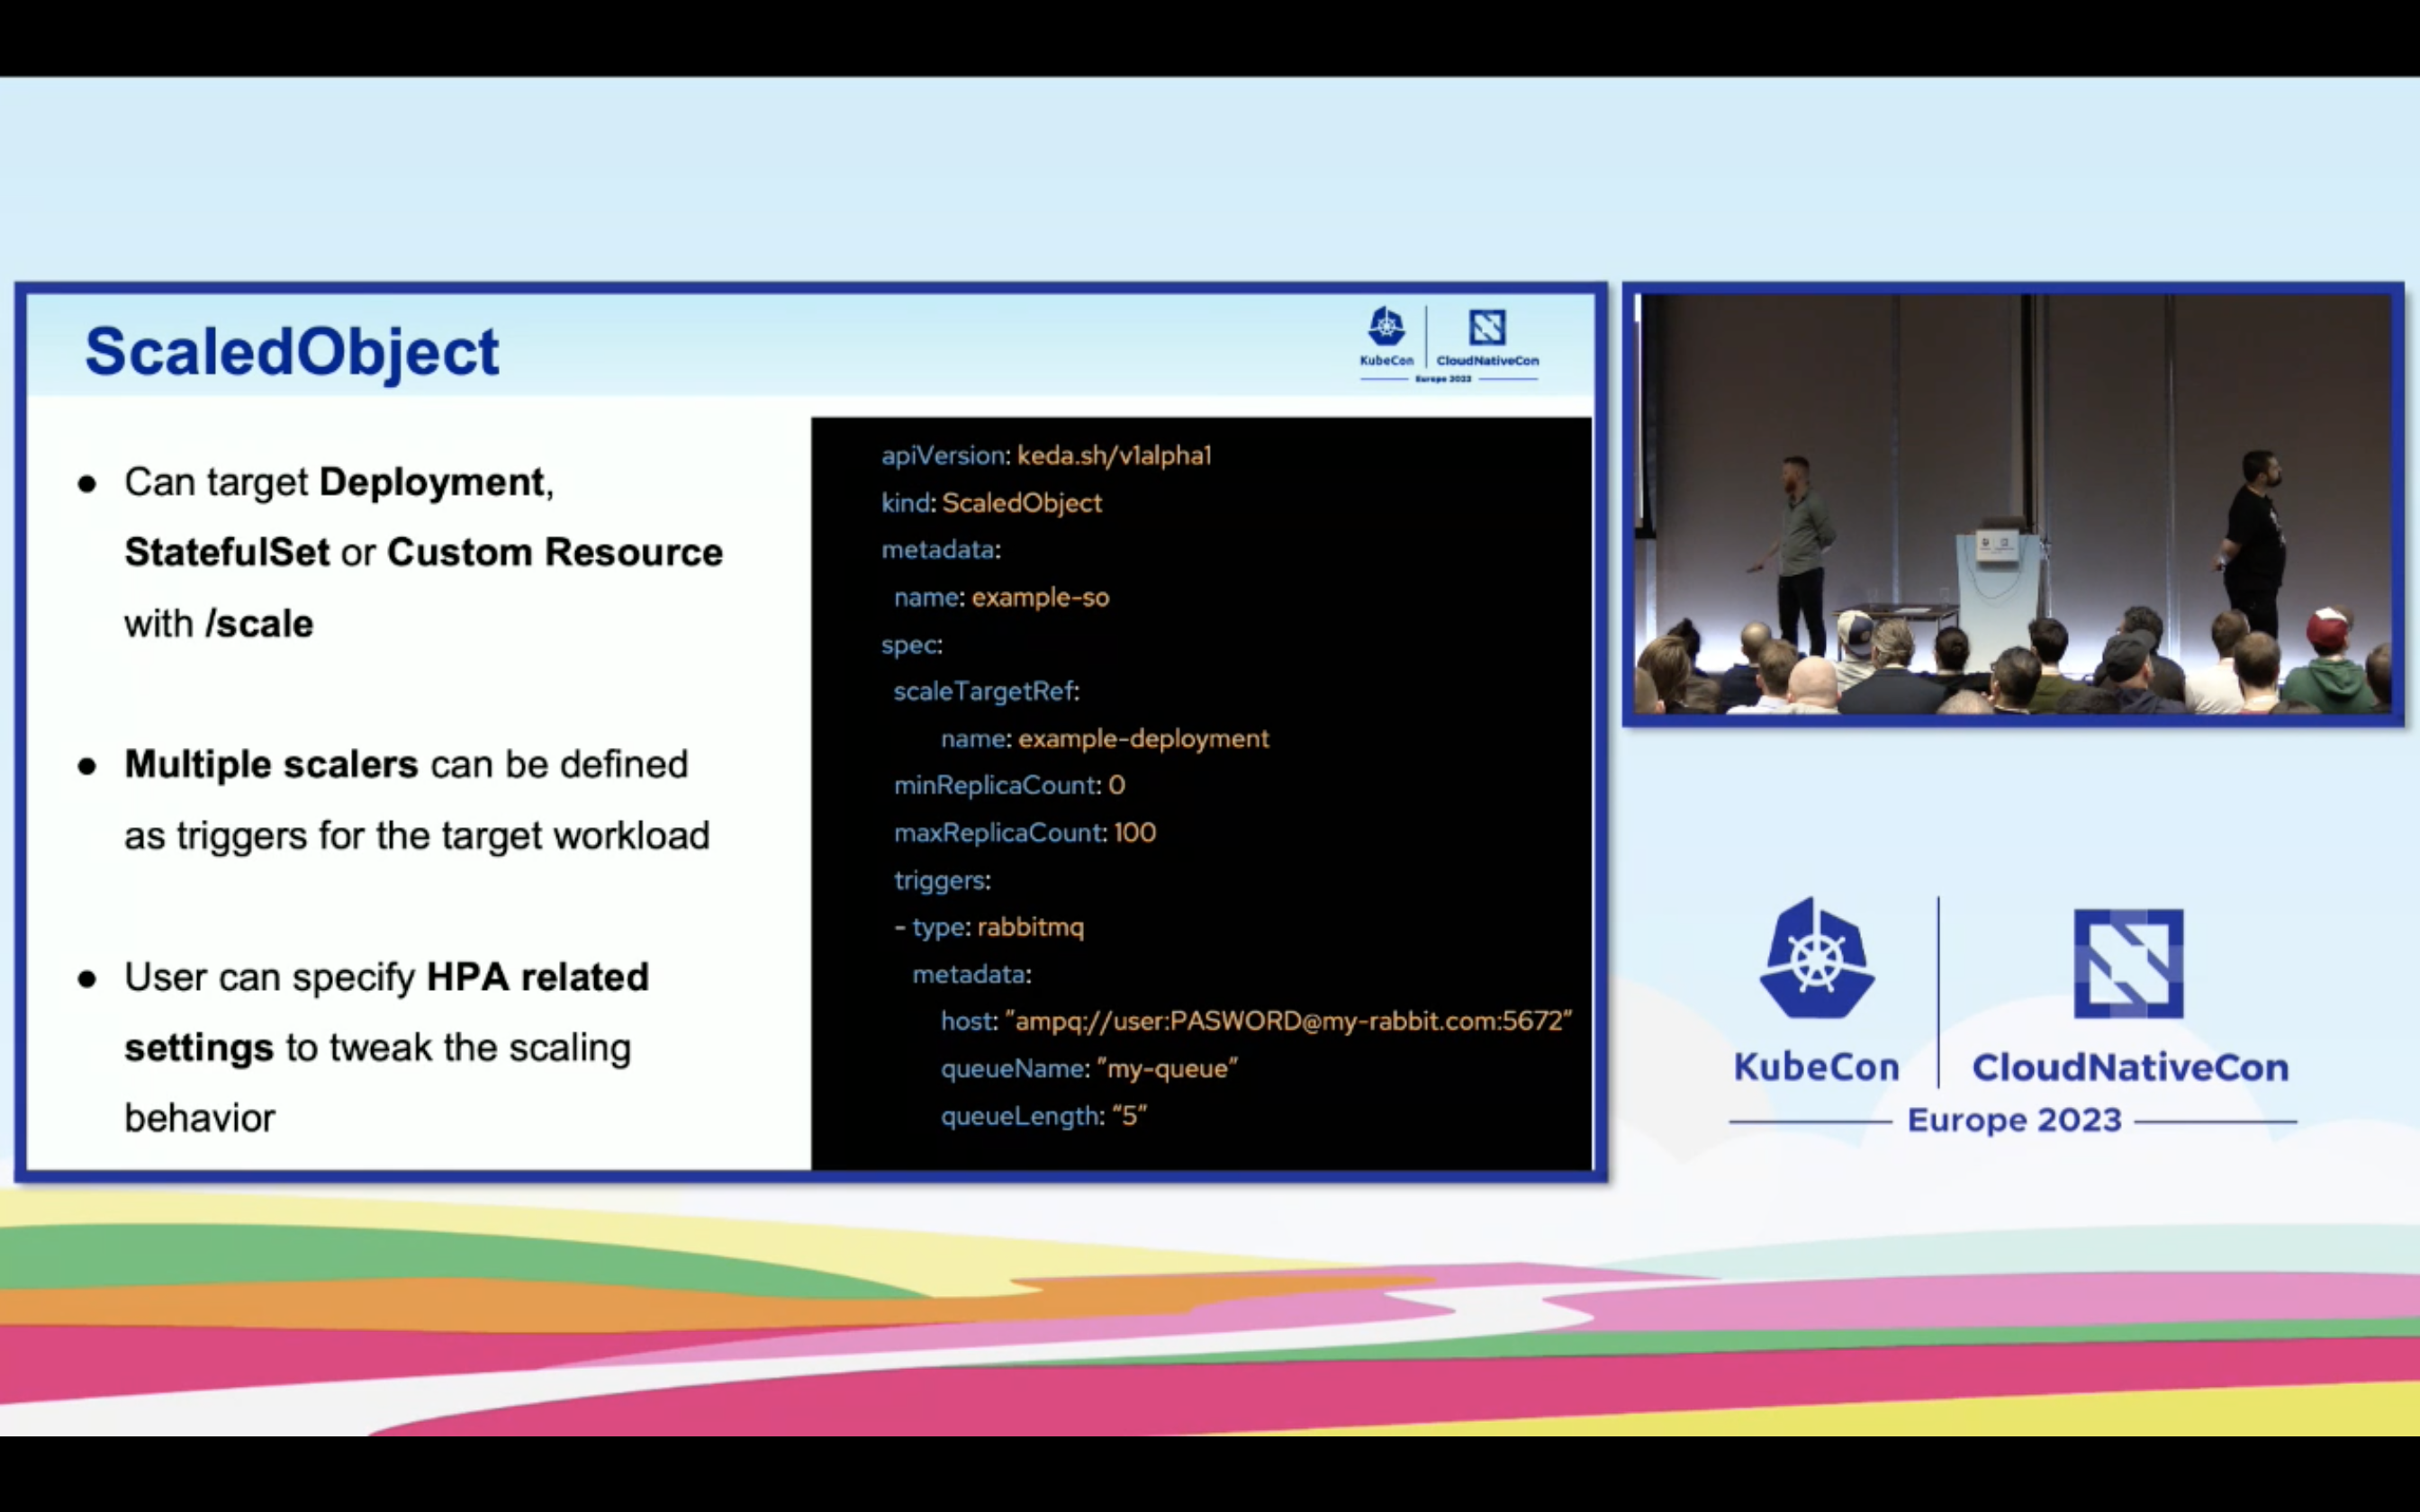 ScaledObject
KubeCon
CloudNativeCon
Europe 2023
● Can target Deployment,
StatefulSet or Custom Resource
with /scale
● Multiple scalers can be defined
as triggers for the target workload
● User can specify HPA related
settings to tweak the scaling
behavior
apiVersion: keda.sh/v1alpha1
kind: ScaledObject
metadata:
name: example-so
spec:
scaleTargetRef:
name: example-deployment
minReplicaCount: 0
maxReplicaCount: 100
triggers:
- type: rabbitmq
metadata:
host: "ampq://user:PASWORD@my-rabbit.com:5672"
queueName: "my-queue"
queueLength: "5"
KubeCon
CloudNativeCon
Europe 2023